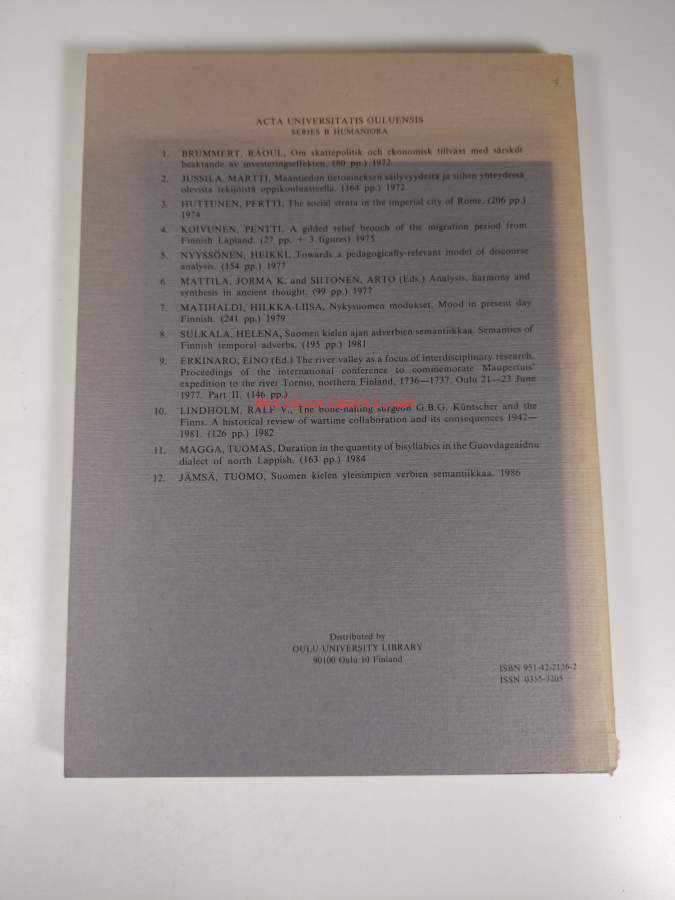 ACTA UNIVERSITATIS OULUENSIS
SERIES B HUMANIORA
1. BRUMMERT, RAOUL, Om skattepolitik och ekonomisk tillväxt med särskilt
beaktande av investeringseffekten. (80 pp.) 1972
2. JUSSILA, MARTTI, Maantiedon tietoaineksen säilyvyydestä ja siihen yhteydessä
olevista tekijöistä oppikouluasteella. (164 pp.) 1972
3. HUTTUNEN, PERTTI, The social strata in the imperial city of Rome. (206 pp.)
1974
4. KOIVUNEN, PENTTI, A gilded relief brooch of the migration period from
Finnish Lapland. (27 pp. + 3 figures) 1975
5. NYYSSÖNEN, HEIKKI, Towards a pedagogically-relevant model of discourse
analysis. (154 pp.) 1977
6. MATTILA, JORMA K. and SIITONEN, ARTO (Eds.) Analysis, harmony and
synthesis in ancient thought. (99 pp.) 1977
7. MATIHALDI, HILKKA-LIISA, Nykysuomen modukset. Mood in present day
Finnish. (241 pp.) 1979
8. SULKALA, HELENA, Suomen kielen ajan adverbien semantiikkaa. Semantics of
Finnish temporal adverbs. (195 pp.) 1981
9. ERKINARO, EINO (Ed.) The river valley as a focus of interdisciplinary research.
Proceedings of the international conference to commemorate Maupertuis'
expedition to the river Tornio, northern Finland, 1736—1737. Oulu 21—23 June
1977. Part II. (146 pp.)
10. LINDHOLM, RALF V., The bone-nailing surgeon G.B.G. Küntscher and the
Finns. A historical review of wartime collaboration and its consequences 1942—
1981. (126 pp.) 1982
11. MAGGA, TUOMAS, Duration in the quantity of bisyllabics in the Guovdageaidnu
dialect of north Lappish. (163 pp.) 1984
12. JÄMSÄ, TUOMO, Suomen kielen yleisimpien verbien semantiikkaa. 1986
Distributed by
OULU UNIVERSITY LIBRARY
90100 Oulu 10 Finland
ISBN 951-42-2136-2
ISSN 0355-3205